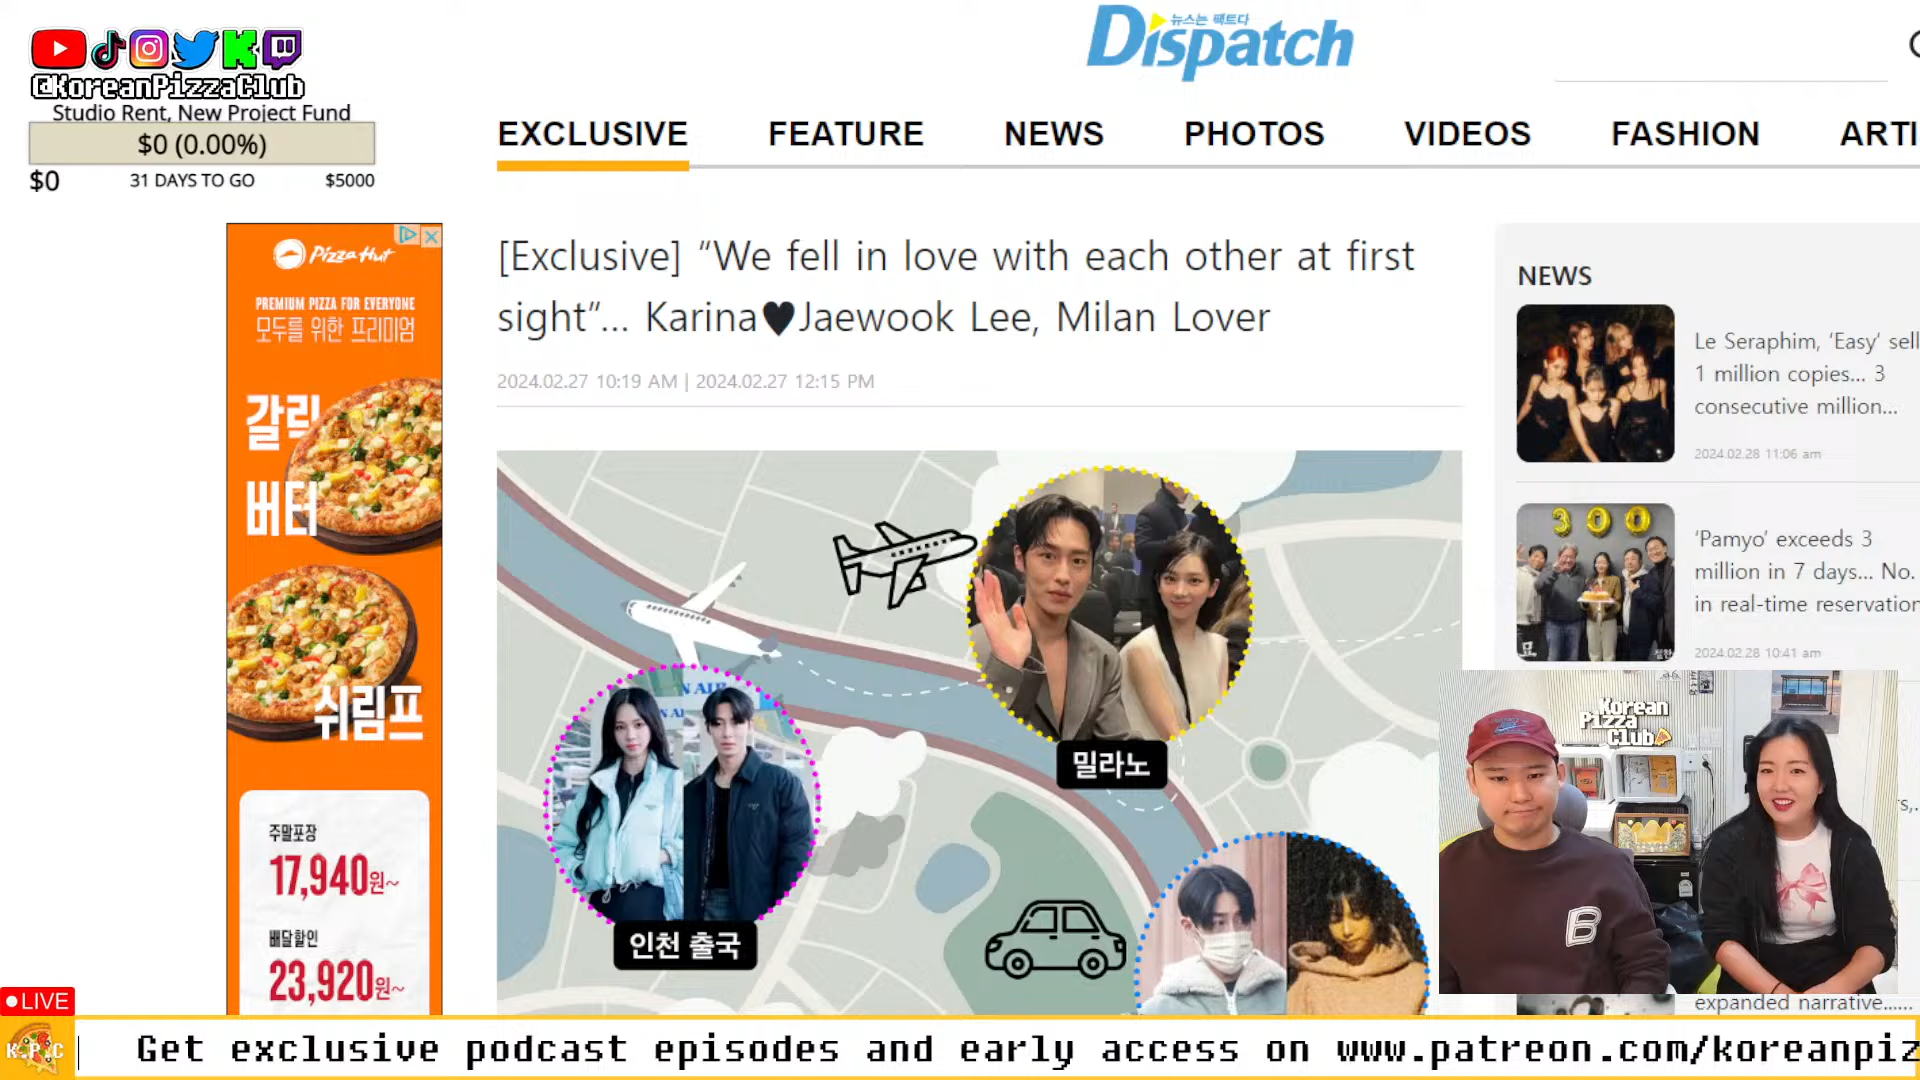 @KoreanPizzaClub
Studio Rent, New Project Fund
$0 (0.00%)
$0 31 DAYS TO GO $5000
뉴스는 팩트다
Dispatch
EXCLUSIVE FEATURE NEWS PHOTOS VIDEOS FASHION ARTI
[Exclusive] “We fell in love with each other at first
sight”... Karina♥Jaewook Lee, Milan Lover
2024.02.27 10:19 AM | 2024.02.27 12:15 PM
Pizza Hut
PREMIUM PIZZA FOR EVERYONE
모두를 위한 프리미엄
갈릭
버터
쉬림프
주말포장
17,940원~
배달할인
23,920원~
밀라노
인천 출국
NEWS
Le Seraphim, ‘Easy’ sell
1 million copies... 3
consecutive million...
2024.02.28 11:06 am
300
‘Pamyo’ exceeds 3
million in 7 days... No.
in real-time reservation
2024.02.28 10:41 am
Korean
Pizza
Club
B
expanded narrative......
LIVE
K.P.C
Get exclusive podcast episodes and early access on www.patreon.com/koreanpiz